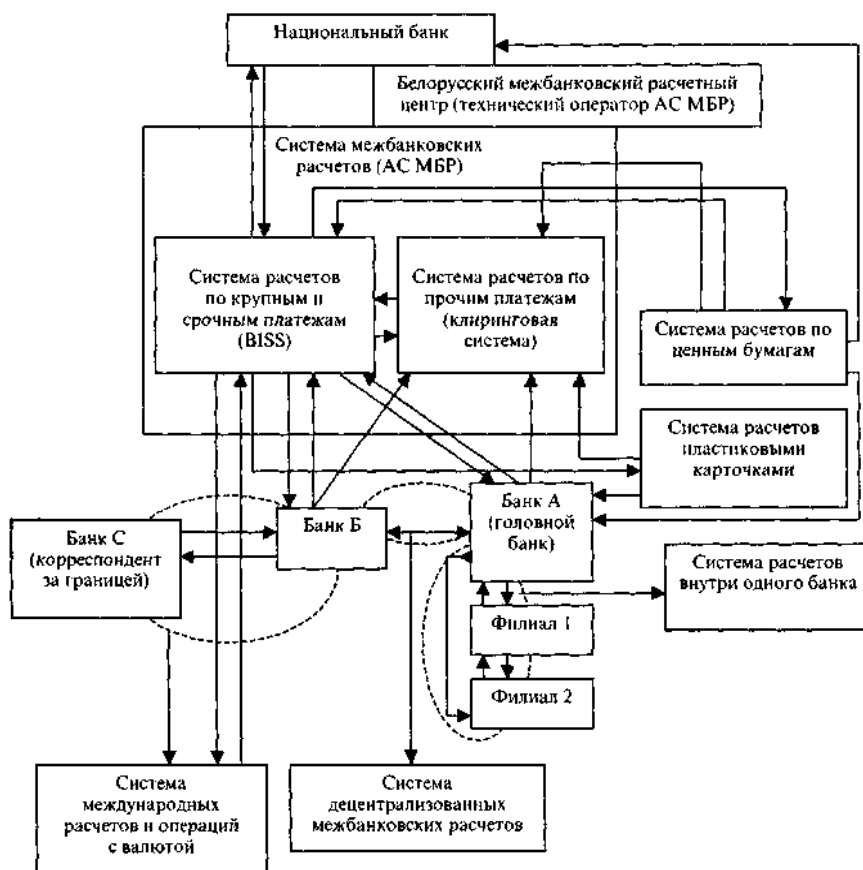 Национальный банк
Белорусский межбанковский расчетный
центр (технический оператор АС МБР)
Система межбанковских
расчетов (АС МБР)
Система расчетов
по крупным и
срочным платежам
(BISS)
Система расчетов по
прочим платежам
(клиринговая
система)
Система расчетов по
ценным бумагам
Система расчетов
пластиковыми
карточками
Банк С
(корреспондент
за границей)
Банк Б
Банк А
(головной
банк)
Система расчетов
внутри одного банка
Филиал 1
Филиал 2
Система
международных
расчетов и операций
с валютой
Система
децентрализованных
межбанковских расчетов